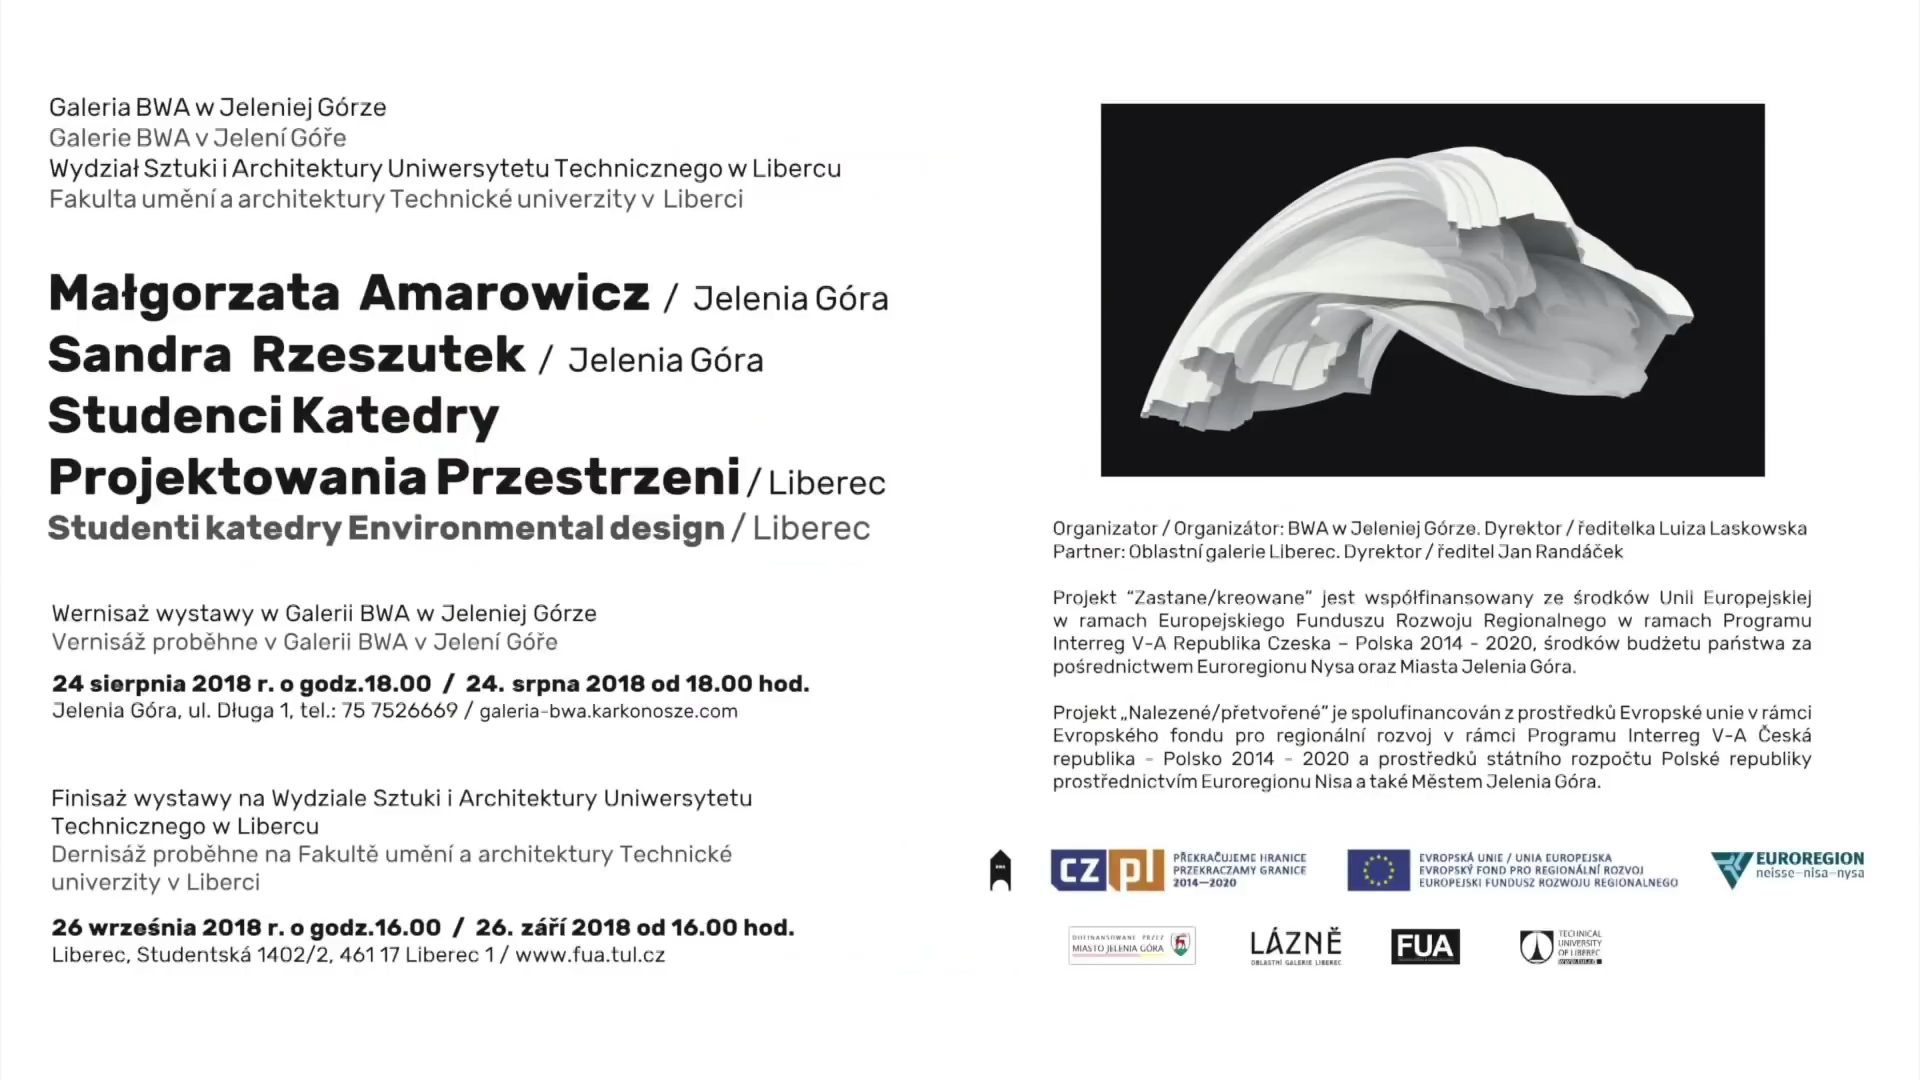 Galeria BWA w Jeleniej Górze
Galerie BWA v Jelení Góře
Wydział Sztuki i Architektury Uniwersytetu Technicznego w Libercu
Fakulta umění a architektury Technické univerzity v Liberci
Małgorzata Amarowicz / Jelenia Góra
Sandra Rzeszutek / Jelenia Góra
Studenci Katedry
Projektowania Przestrzeni / Liberec
Studenti katedry Environmental design / Liberec
Wernisaż wystawy w Galerii BWA w Jeleniej Górze
Vernisáž proběhne v Galerii BWA v Jelení Góře
24 sierpnia 2018 r. o godz.18.00 / 24. srpna 2018 od 18.00 hod.
Jelenia Góra, ul. Długa 1, tel.: 75 7526669 / galeria-bwa.karkonosze.com
Finisaż wystawy na Wydziale Sztuki i Architektury Uniwersytetu
Technicznego w Libercu
Dernisáž proběhne na Fakultě umění a architektury Technické
univerzity v Liberci
26 września 2018 r. o godz.16.00 / 26. září 2018 od 16.00 hod.
Liberec, Studentská 1402/2, 461 17 Liberec 1 / www.fua.tul.cz
Organizator / Organizátor: BWA w Jeleniej Górze. Dyrektor / ředitelka Luiza Laskowska
Partner: Oblastní galerie Liberec. Dyrektor / ředitel Jan Randáček
Projekt “Zastane/kreowane” jest współfinansowany ze środków Unii Europejskiej
w ramach Europejskiego Funduszu Rozwoju Regionalnego w ramach Programu
Interreg V-A Republika Czeska – Polska 2014 - 2020, środków budżetu państwa za
pośrednictwem Euroregionu Nysa oraz Miasta Jelenia Góra.
Projekt „Nalezené/přetvořené” je spolufinancován z prostředků Evropské unie v rámci
Evropského fondu pro regionální rozvoj v rámci Programu Interreg V-A Česká
republika - Polsko 2014 - 2020 a prostředků státního rozpočtu Polské republiky
prostřednictvím Euroregionu Nisa a také Městem Jelenia Góra.
cz pl
PŘEKRAČUJEME HRANICE
PRZEKRACZAMY GRANICE
2014—2020
EVROPSKÁ UNIE / UNIA EUROPEJSKA
EVROPSKÝ FOND PRO REGIONÁLNÍ ROZVOJ
EUROPEJSKI FUNDUSZ ROZWOJU REGIONALNEGO
EUROREGION
neisse–nisa–nysa
DOFINANSOWANE PRZEZ
MIASTO JELENIA GÓRA
LÁZNĚ
OBLASTNÍ GALERIE LIBEREC
FUA
TECHNICAL
UNIVERSITY
OF LIBEREC
www.tul.cz